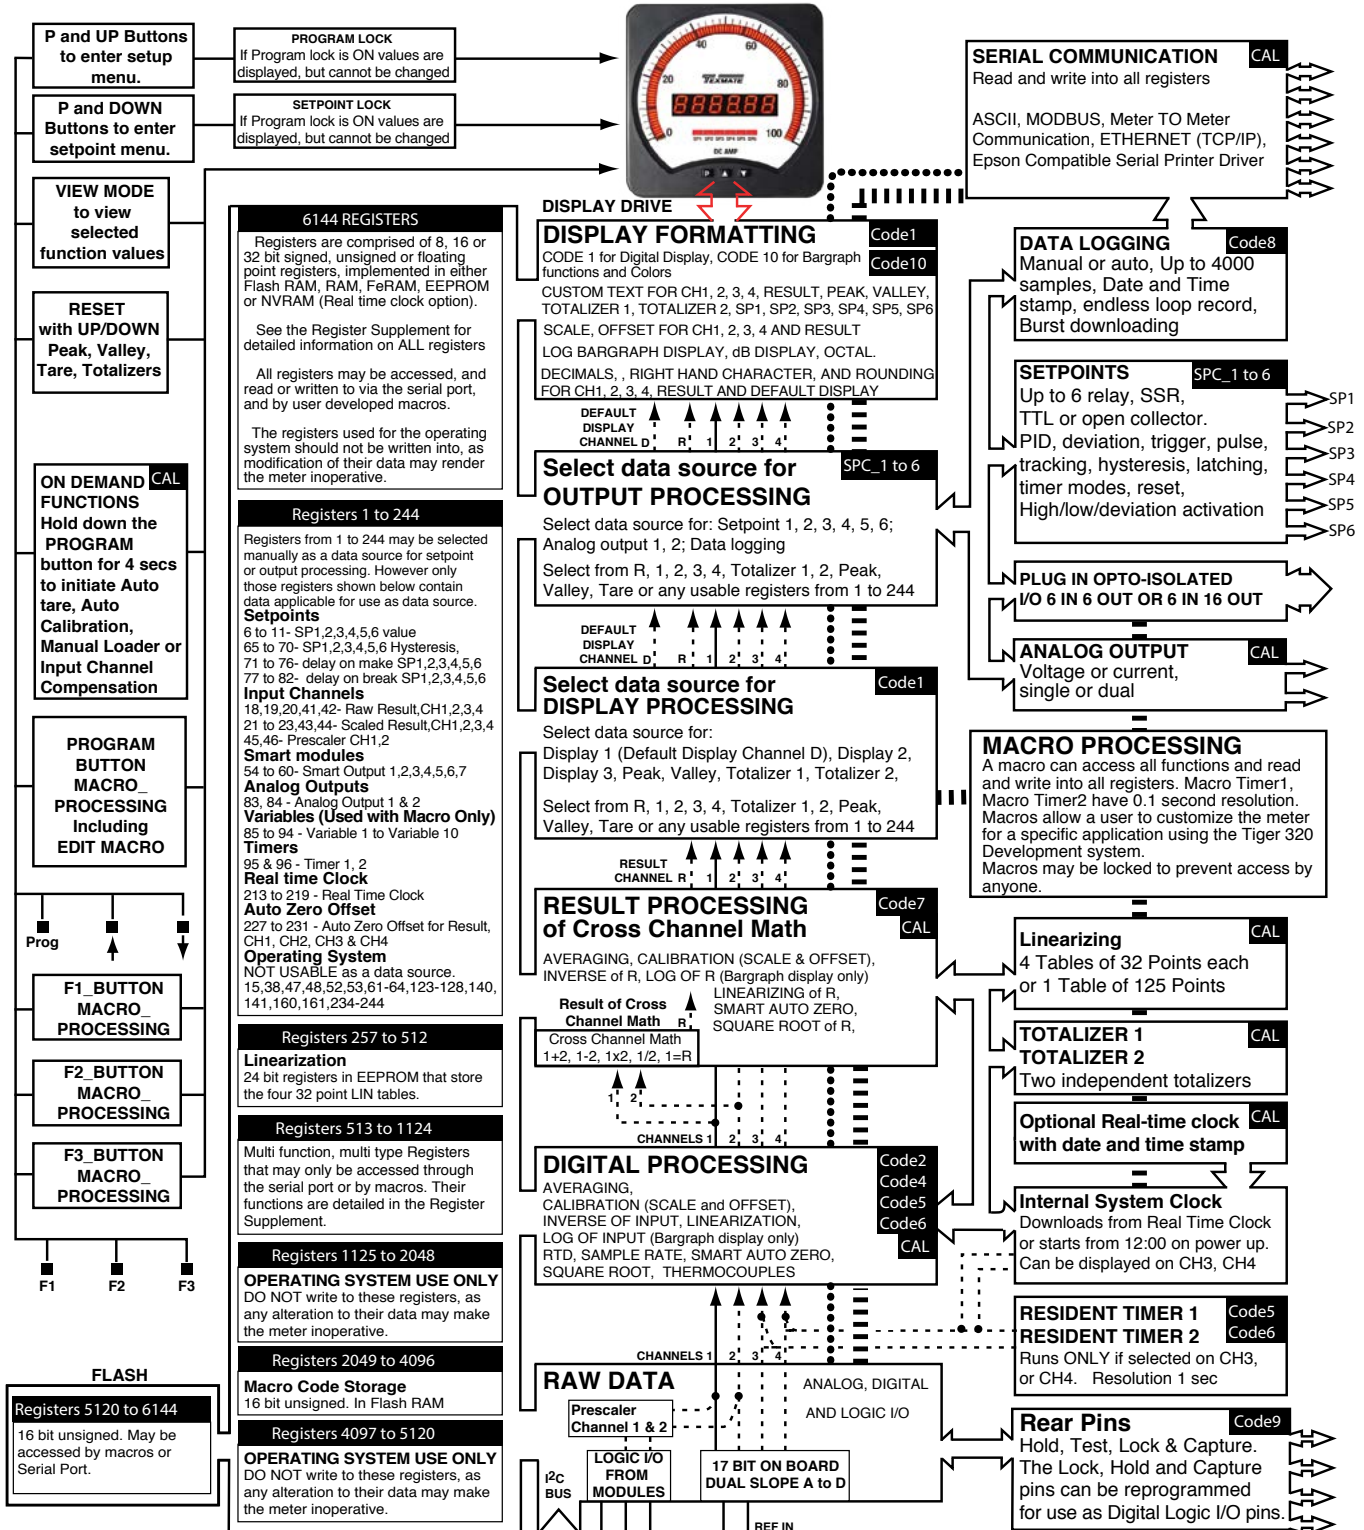 P and UP Buttons
to enter setup
menu.
PROGRAM LOCK
If Program lock is ON values are
displayed, but cannot be changed
P and DOWN
Buttons to enter
setpoint menu.
SETPOINT LOCK
If Program lock is ON values are
displayed, but cannot be changed
VIEW MODE
to view
selected
function values
RESET
with UP/DOWN
Peak, Valley,
Tare, Totalizers
ON DEMAND CAL
FUNCTIONS
Hold down the
PROGRAM
button for 4 secs
to initiate Auto
tare, Auto
Calibration,
Manual Loader or
Input Channel
Compensation
PROGRAM
BUTTON
MACRO_
PROCESSING
Including
EDIT MACRO
Prog
F1_BUTTON
MACRO_
PROCESSING
F2_BUTTON
MACRO_
PROCESSING
F3_BUTTON
MACRO_
PROCESSING
F1 F2 F3
FLASH
Registers 5120 to 6144
16 bit unsigned. May be
accessed by macros or
Serial Port.
6144 REGISTERS
Registers are comprised of 8, 16 or
32 bit signed, unsigned or floating
point registers, implemented in either
Flash RAM, RAM, FeRAM, EEPROM
or NVRAM (Real time clock option).
See the Register Supplement for
detailed information on ALL registers
All registers may be accessed, and
read or written to via the serial port,
and by user developed macros.
The registers used for the operating
system should not be written into, as
modification of their data may render
the meter inoperative.
Registers 1 to 244
Registers from 1 to 244 may be selected
manually as a data source for setpoint
or output processing. However only
those registers shown below contain
data applicable for use as data source.
Setpoints
6 to 11- SP1,2,3,4,5,6 value
65 to 70- SP1,2,3,4,5,6 Hysteresis,
71 to 76- delay on make SP1,2,3,4,5,6
77 to 82- delay on break SP1,2,3,4,5,6
Input Channels
18,19,20,41,42- Raw Result,CH1,2,3,4
21 to 23,43,44- Scaled Result,CH1,2,3,4
45,46- Prescaler CH1,2
Smart modules
54 to 60- Smart Output 1,2,3,4,5,6,7
Analog Outputs
83, 84 - Analog Output 1 & 2
Variables (Used with Macro Only)
85 to 94 - Variable 1 to Variable 10
Timers
95 & 96 - Timer 1, 2
Real time Clock
213 to 219 - Real Time Clock
Auto Zero Offset
227 to 231 - Auto Zero Offset for Result,
CH1, CH2, CH3 & CH4
Operating System
NOT USABLE as a data source.
15,38,47,48,52,53,61-64,123-128,140,
141,160,161,234-244
Registers 257 to 512
Linearization
24 bit registers in EEPROM that store
the four 32 point LIN tables.
Registers 513 to 1124
Multi function, multi type Registers
that may only be accessed through
the serial port or by macros. Their
functions are detailed in the Register
Supplement.
Registers 1125 to 2048
OPERATING SYSTEM USE ONLY
DO NOT write to these registers, as
any alteration to their data may make
the meter inoperative.
Registers 2049 to 4096
Macro Code Storage
16 bit unsigned. In Flash RAM
Registers 4097 to 5120
OPERATING SYSTEM USE ONLY
DO NOT write to these registers, as
any alteration to their data may make
the meter inoperative.
0 20 40 60 80 100
TEXMATE
888888
SP1 SP2 SP3 SP4 SP5 SP6
DC AMP
P
DISPLAY DRIVE
DISPLAY FORMATTING Code1
CODE 1 for Digital Display, CODE 10 for Bargraph Code10
functions and Colors
CUSTOM TEXT FOR CH1, 2, 3, 4, RESULT, PEAK, VALLEY,
TOTALIZER 1, TOTALIZER 2, SP1, SP2, SP3, SP4, SP5, SP6
SCALE, OFFSET FOR CH1, 2, 3, 4 AND RESULT
LOG BARGRAPH DISPLAY, dB DISPLAY, OCTAL.
DECIMALS, , RIGHT HAND CHARACTER, AND ROUNDING
FOR CH1, 2, 3, 4, RESULT AND DEFAULT DISPLAY
DEFAULT
DISPLAY
CHANNEL D R 1 2 3 4
Select data source for SPC_1 to 6
OUTPUT PROCESSING
Select data source for: Setpoint 1, 2, 3, 4, 5, 6;
Analog output 1, 2; Data logging
Select from R, 1, 2, 3, 4, Totalizer 1, 2, Peak,
Valley, Tare or any usable registers from 1 to 244
DEFAULT
DISPLAY
CHANNEL D R 1 2 3 4
Select data source for Code1
DISPLAY PROCESSING
Select data source for:
Display 1 (Default Display Channel D), Display 2,
Display 3, Peak, Valley, Totalizer 1, Totalizer 2,
Select from R, 1, 2, 3, 4, Totalizer 1, 2, Peak,
Valley, Tare or any usable registers from 1 to 244
RESULT
CHANNEL R 1 2 3 4
RESULT PROCESSING Code7
of Cross Channel Math CAL
AVERAGING, CALIBRATION (SCALE & OFFSET),
INVERSE of R, LOG OF R (Bargraph display only)
LINEARIZING of R,
SMART AUTO ZERO,
SQUARE ROOT of R,
Result of Cross
Channel Math R
Cross Channel Math
1+2, 1-2, 1x2, 1/2, 1=R
1 2
CHANNELS 1 2 3 4
DIGITAL PROCESSING Code2
Code4
Code5
Code6
CAL
AVERAGING,
CALIBRATION (SCALE and OFFSET),
INVERSE OF INPUT, LINEARIZATION,
LOG OF INPUT (Bargraph display only)
RTD, SAMPLE RATE, SMART AUTO ZERO,
SQUARE ROOT, THERMOCOUPLES
CHANNELS 1 2 3 4
RAW DATA
ANALOG, DIGITAL
AND LOGIC I/O
Prescaler
Channel 1 & 2
LOGIC I/O
FROM
MODULES
17 BIT ON BOARD
DUAL SLOPE A to D
I2C
BUS
REF IN
SERIAL COMMUNICATION CAL
Read and write into all registers
ASCII, MODBUS, Meter TO Meter
Communication, ETHERNET (TCP/IP),
Epson Compatible Serial Printer Driver
DATA LOGGING Code8
Manual or auto, Up to 4000
samples, Date and Time
stamp, endless loop record,
Burst downloading
SETPOINTS SPC_1 to 6
Up to 6 relay, SSR,
TTL or open collector.
PID, deviation, trigger, pulse,
tracking, hysteresis, latching,
timer modes, reset,
High/low/deviation activation
SP1
SP2
SP3
SP4
SP5
SP6
PLUG IN OPTO-ISOLATED
I/O 6 IN 6 OUT OR 6 IN 16 OUT
ANALOG OUTPUT CAL
Voltage or current,
single or dual
MACRO PROCESSING
A macro can access all functions and read
and write into all registers. Macro Timer1,
Macro Timer2 have 0.1 second resolution.
Macros allow a user to customize the meter
for a specific application using the Tiger 320
Development system.
Macros may be locked to prevent access by
anyone.
Linearizing CAL
4 Tables of 32 Points each
or 1 Table of 125 Points
TOTALIZER 1 CAL
TOTALIZER 2
Two independent totalizers
Optional Real-time clock CAL
with date and time stamp
Internal System Clock
Downloads from Real Time Clock
or starts from 12:00 on power up.
Can be displayed on CH3, CH4
RESIDENT TIMER 1 Code5
RESIDENT TIMER 2 Code6
Runs ONLY if selected on CH3,
or CH4. Resolution 1 sec
Rear Pins Code9
Hold, Test, Lock & Capture.
The Lock, Hold and Capture
pins can be reprogrammed
for use as Digital Logic I/O pins.